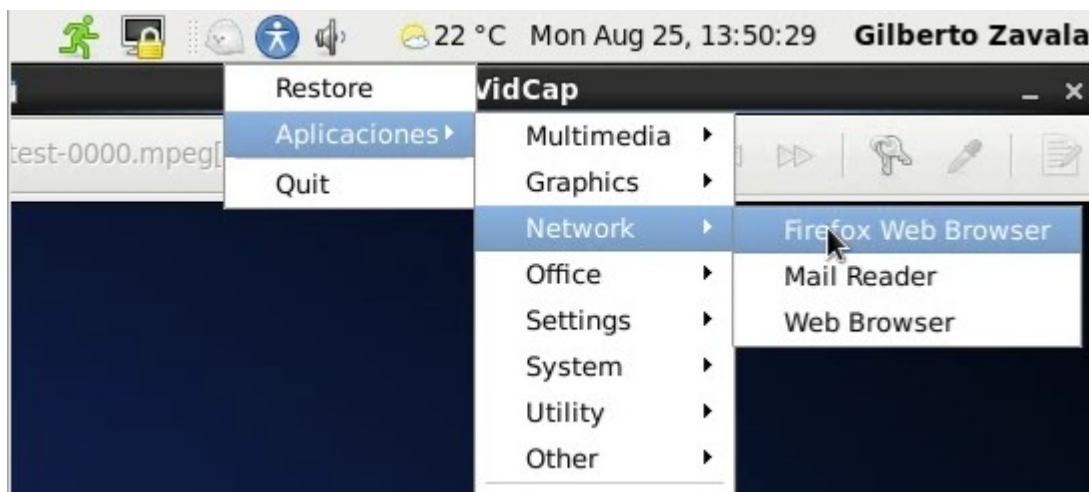 22 °C Mon Aug 25, 13:50:29 Gilberto Zavala
VidCap
Restore
Aplicaciones
Quit
test-0000.mpeg[
Multimedia
Graphics
Network
Office
Settings
System
Utility
Other
Firefox Web Browser
Mail Reader
Web Browser